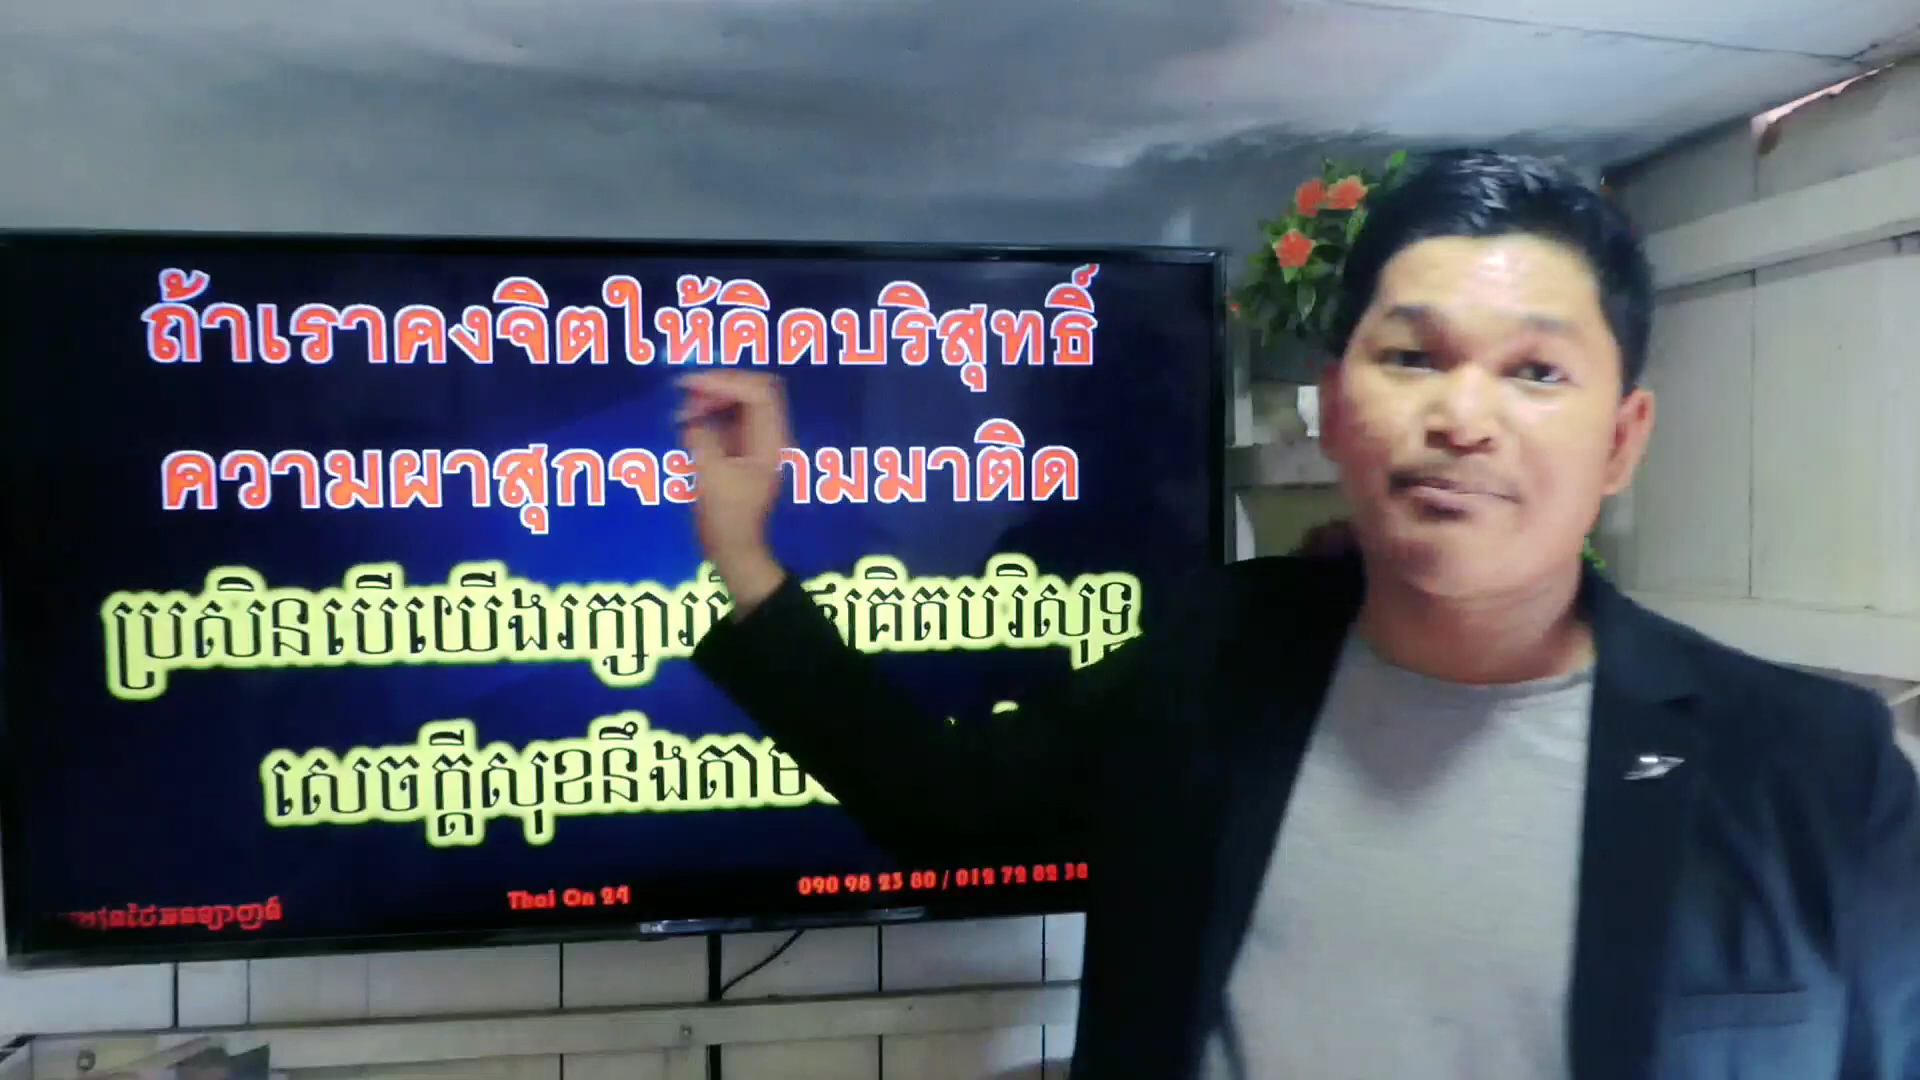 ถ้าเราคงจิตให้คิดบริสุทธิ์
ความผาสุกจะ ามมาติด
ប្រសិនបើយើងរក្សា គិតបរិសុទ្ធ
សេចក្ដីសុខនឹងតាម
Thai On 24
090 98 23 80 / 012 72 82 38